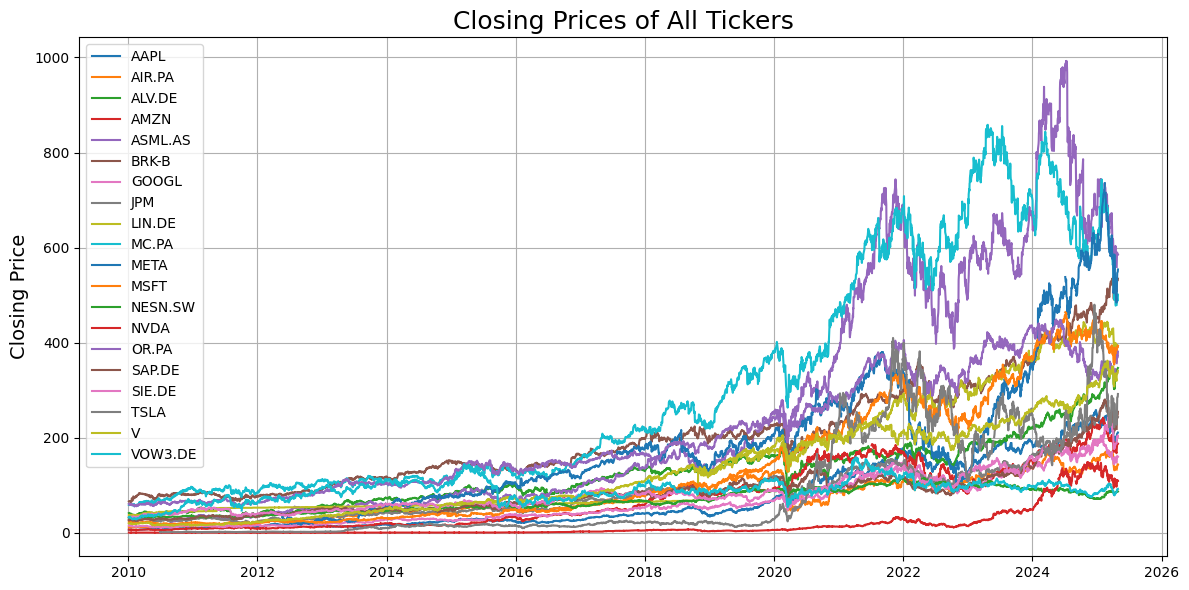 Closing Prices of All Tickers
Closing Price
1000
800
600
400
200
0
AAPL
AIR.PA
ALV.DE
AMZN
ASML.AS
BRK-B
GOOGL
JPM
LIN.DE
MC.PA
META
MSFT
NESN.SW
NVDA
OR.PA
SAP.DE
SIE.DE
TSLA
V
VOW3.DE
2010 2012 2014 2016 2018 2020 2022 2024 2026